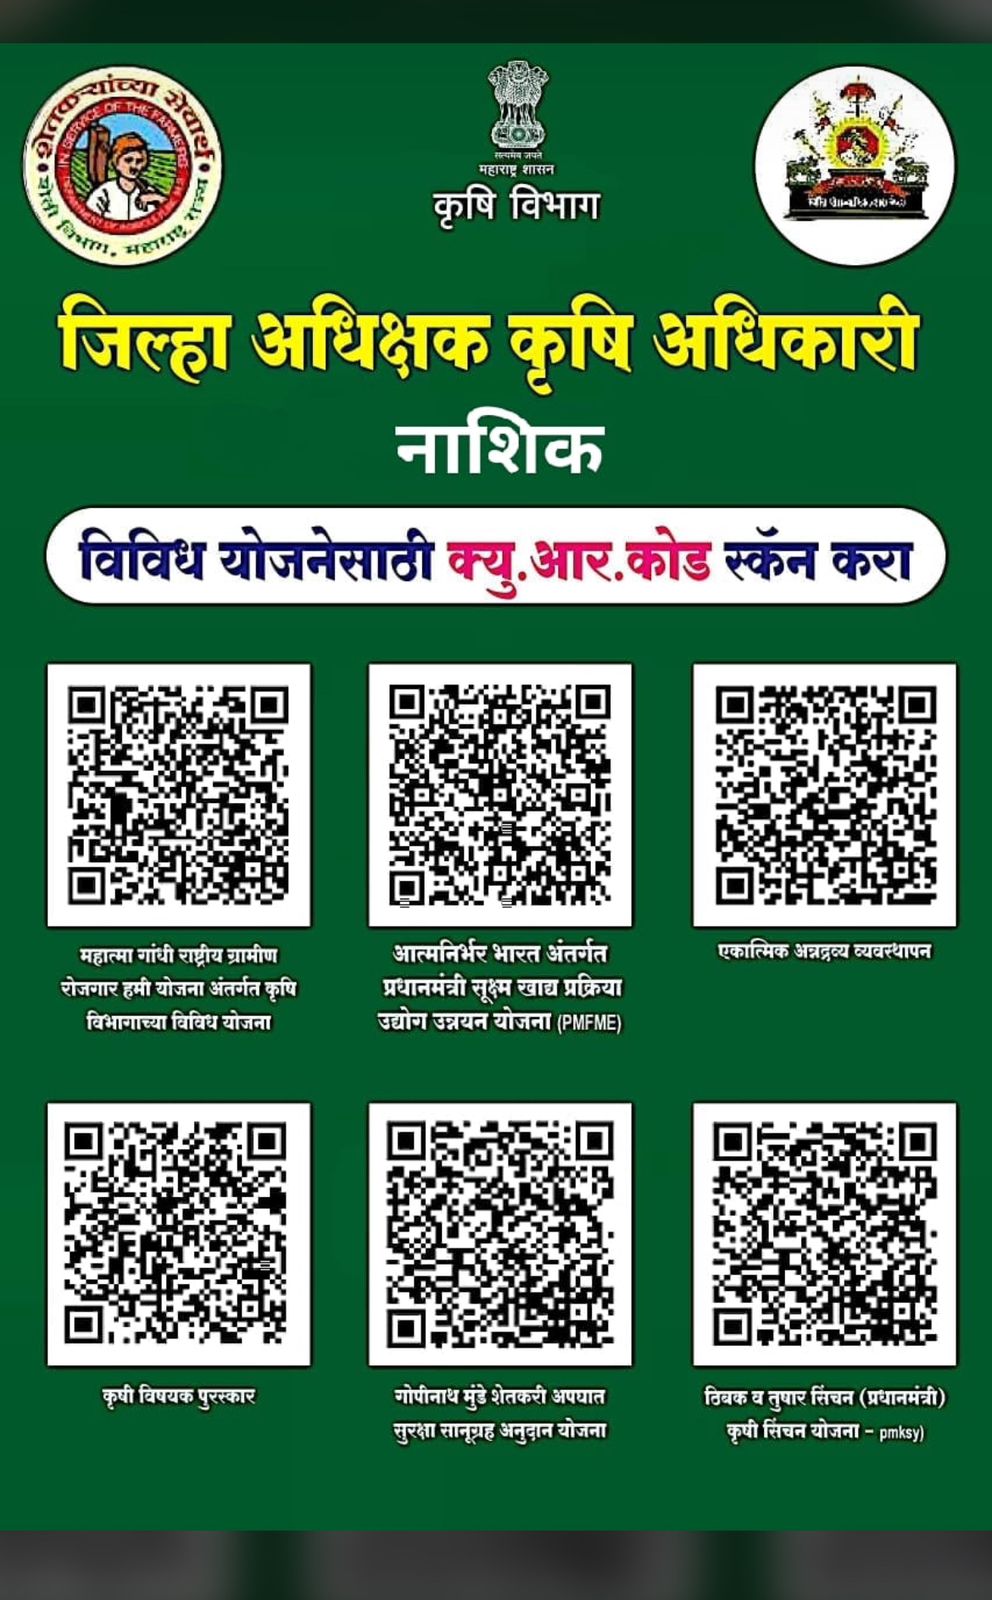 शेतकऱ्यांच्या सेवार्थ
IN SERVICE OF THE FARMERS
शेती विभाग, महाराष्ट्र राज्य
सत्यमेव जयते
महाराष्ट्र शासन
कृषि विभाग
जिल्हा अधिक्षक कृषि अधिकारी
नाशिक
विविध योजनेसाठी क्यु.आर.कोड स्कॅन करा
महात्मा गांधी राष्ट्रीय ग्रामीण
रोजगार हमी योजना अंतर्गत कृषि
विभागाच्या विविध योजना
आत्मनिर्भर भारत अंतर्गत
प्रधानमंत्री सूक्ष्म खाद्य प्रक्रिया
उद्योग उन्नयन योजना (PMFME)
एकात्मिक अन्नद्रव्य व्यवस्थापन
कृषी विषयक पुरस्कार
गोपीनाथ मुंडे शेतकरी अपघात
सुरक्षा सानूग्रह अनुदान योजना
ठिबक व तुषार सिंचन (प्रधानमंत्री)
कृषी सिंचन योजना - pmksy)